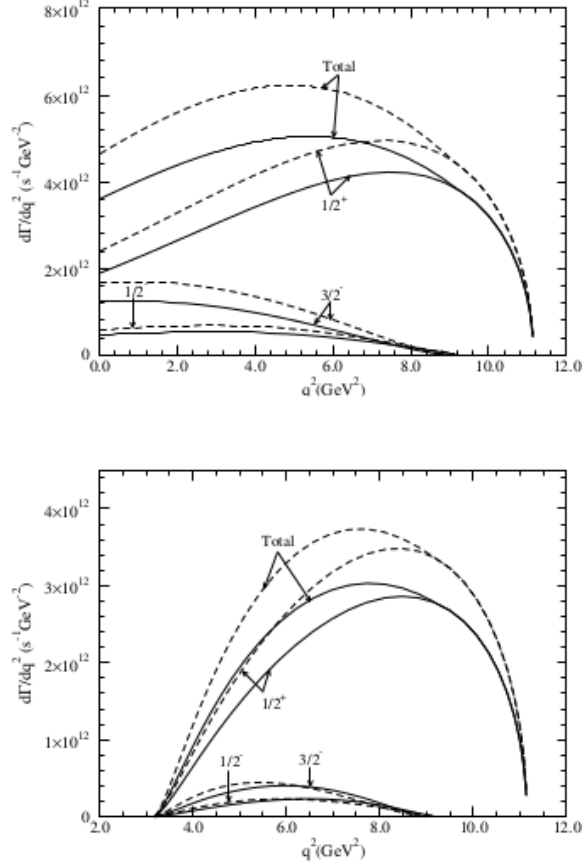 8×10¹²
6×10¹²
4×10¹²
2×10¹²
0
dΓ/dq² (s⁻¹GeV⁻²)
Total
1/2⁺
1/2⁻
3/2⁻
0.0 2.0 4.0 6.0 8.0 10.0 12.0
q²(GeV²)
4×10¹²
3×10¹²
2×10¹²
1×10¹²
0
dΓ/dq² (s⁻¹GeV⁻²)
Total
1/2⁺
1/2⁻ 3/2⁻
2.0 4.0 6.0 8.0 10.0 12.0
q²(GeV²)